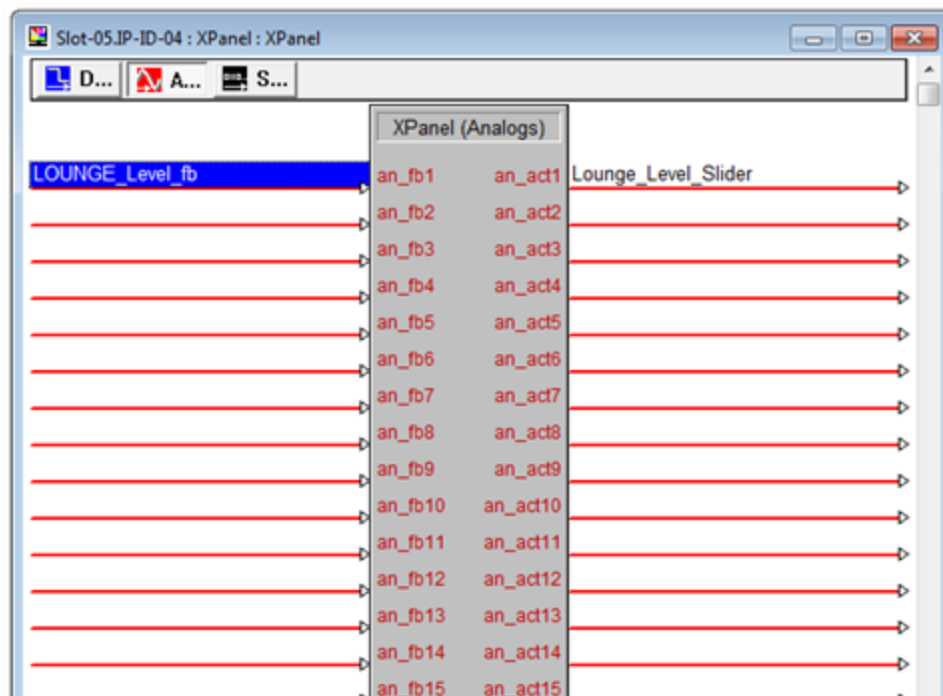 Slot-05.IP-ID-04 : XPanel : XPanel
D... A... S...
XPanel (Analogs)
LOUNGE_Level_fb an_fb1 an_act1 Lounge_Level_Slider
an_fb2 an_act2
an_fb3 an_act3
an_fb4 an_act4
an_fb5 an_act5
an_fb6 an_act6
an_fb7 an_act7
an_fb8 an_act8
an_fb9 an_act9
an_fb10 an_act10
an_fb11 an_act11
an_fb12 an_act12
an_fb13 an_act13
an_fb14 an_act14
an_fb15 an_act15